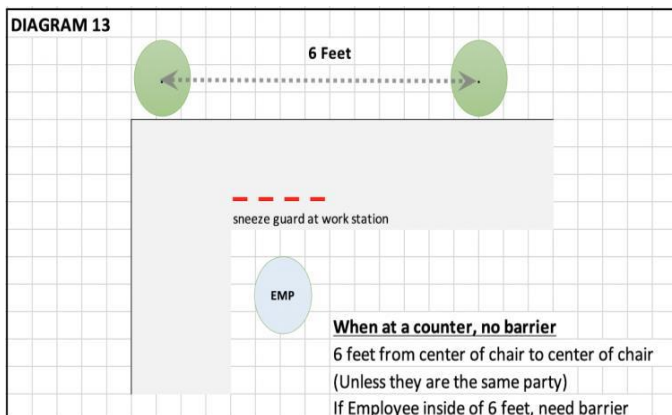 DIAGRAM 13
6 Feet
sneeze guard at work station
EMP
When at a counter, no barrier
6 feet from center of chair to center of chair
(Unless they are the same party)
If Employee inside of 6 feet, need barrier